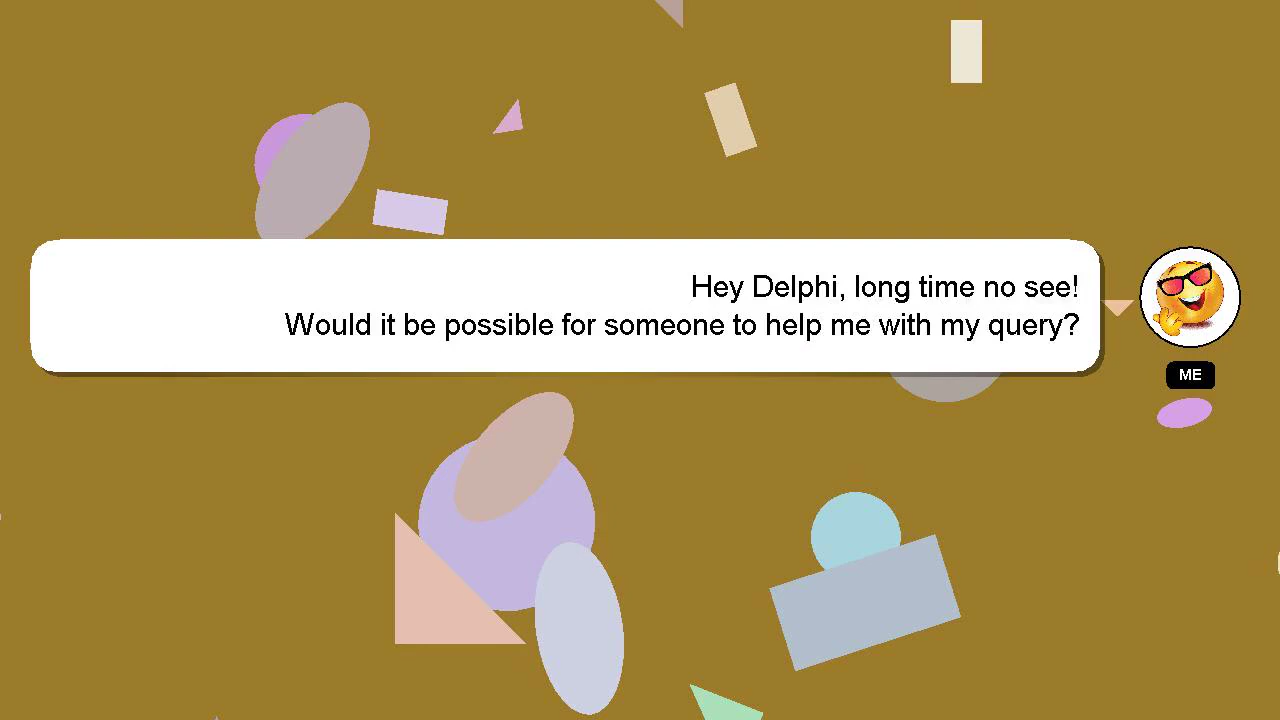 Hey Delphi, long time no see!
Would it be possible for someone to help me with my query?
ME